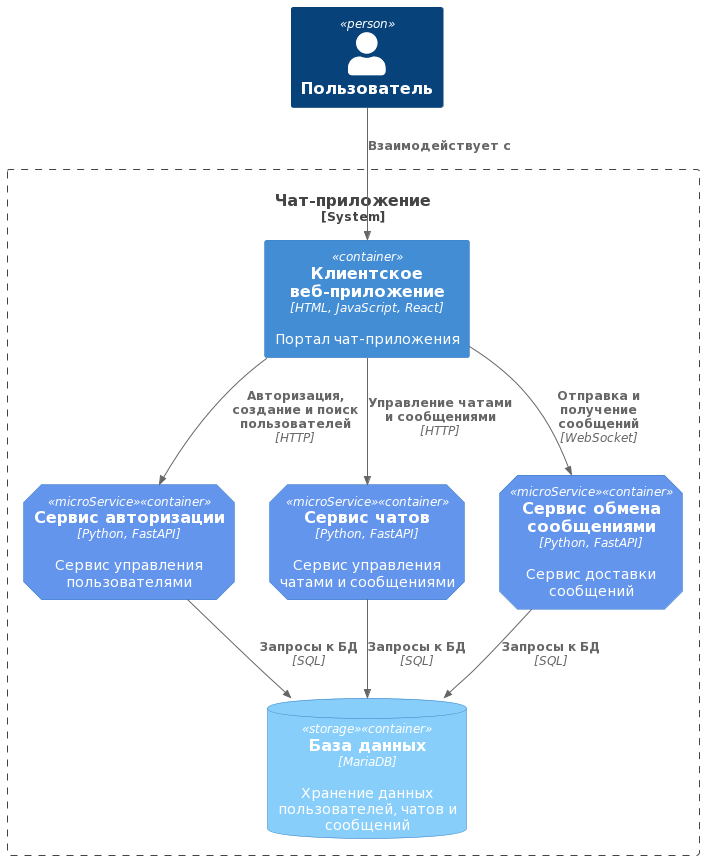 «person»
Пользователь
Взаимодействует с
Чат-приложение
[System]
«container»
Клиентское
веб-приложение
[HTML, JavaScript, React]
Портал чат-приложения
Авторизация,
создание и поиск
пользователей
[HTTP]
Управление чатами
и сообщениями
[HTTP]
Отправка и
получение
сообщений
[WebSocket]
«microService»«container»
Сервис авторизации
[Python, FastAPI]
Сервис управления
пользователями
«microService»«container»
Сервис чатов
[Python, FastAPI]
Сервис управления
чатами и сообщениями
«microService»«container»
Сервис обмена
сообщениями
[Python, FastAPI]
Сервис доставки
сообщений
Запросы к БД
[SQL]
Запросы к БД
[SQL]
Запросы к БД
[SQL]
«storage»«container»
База данных
[MariaDB]
Хранение данных
пользователей, чатов и
сообщений